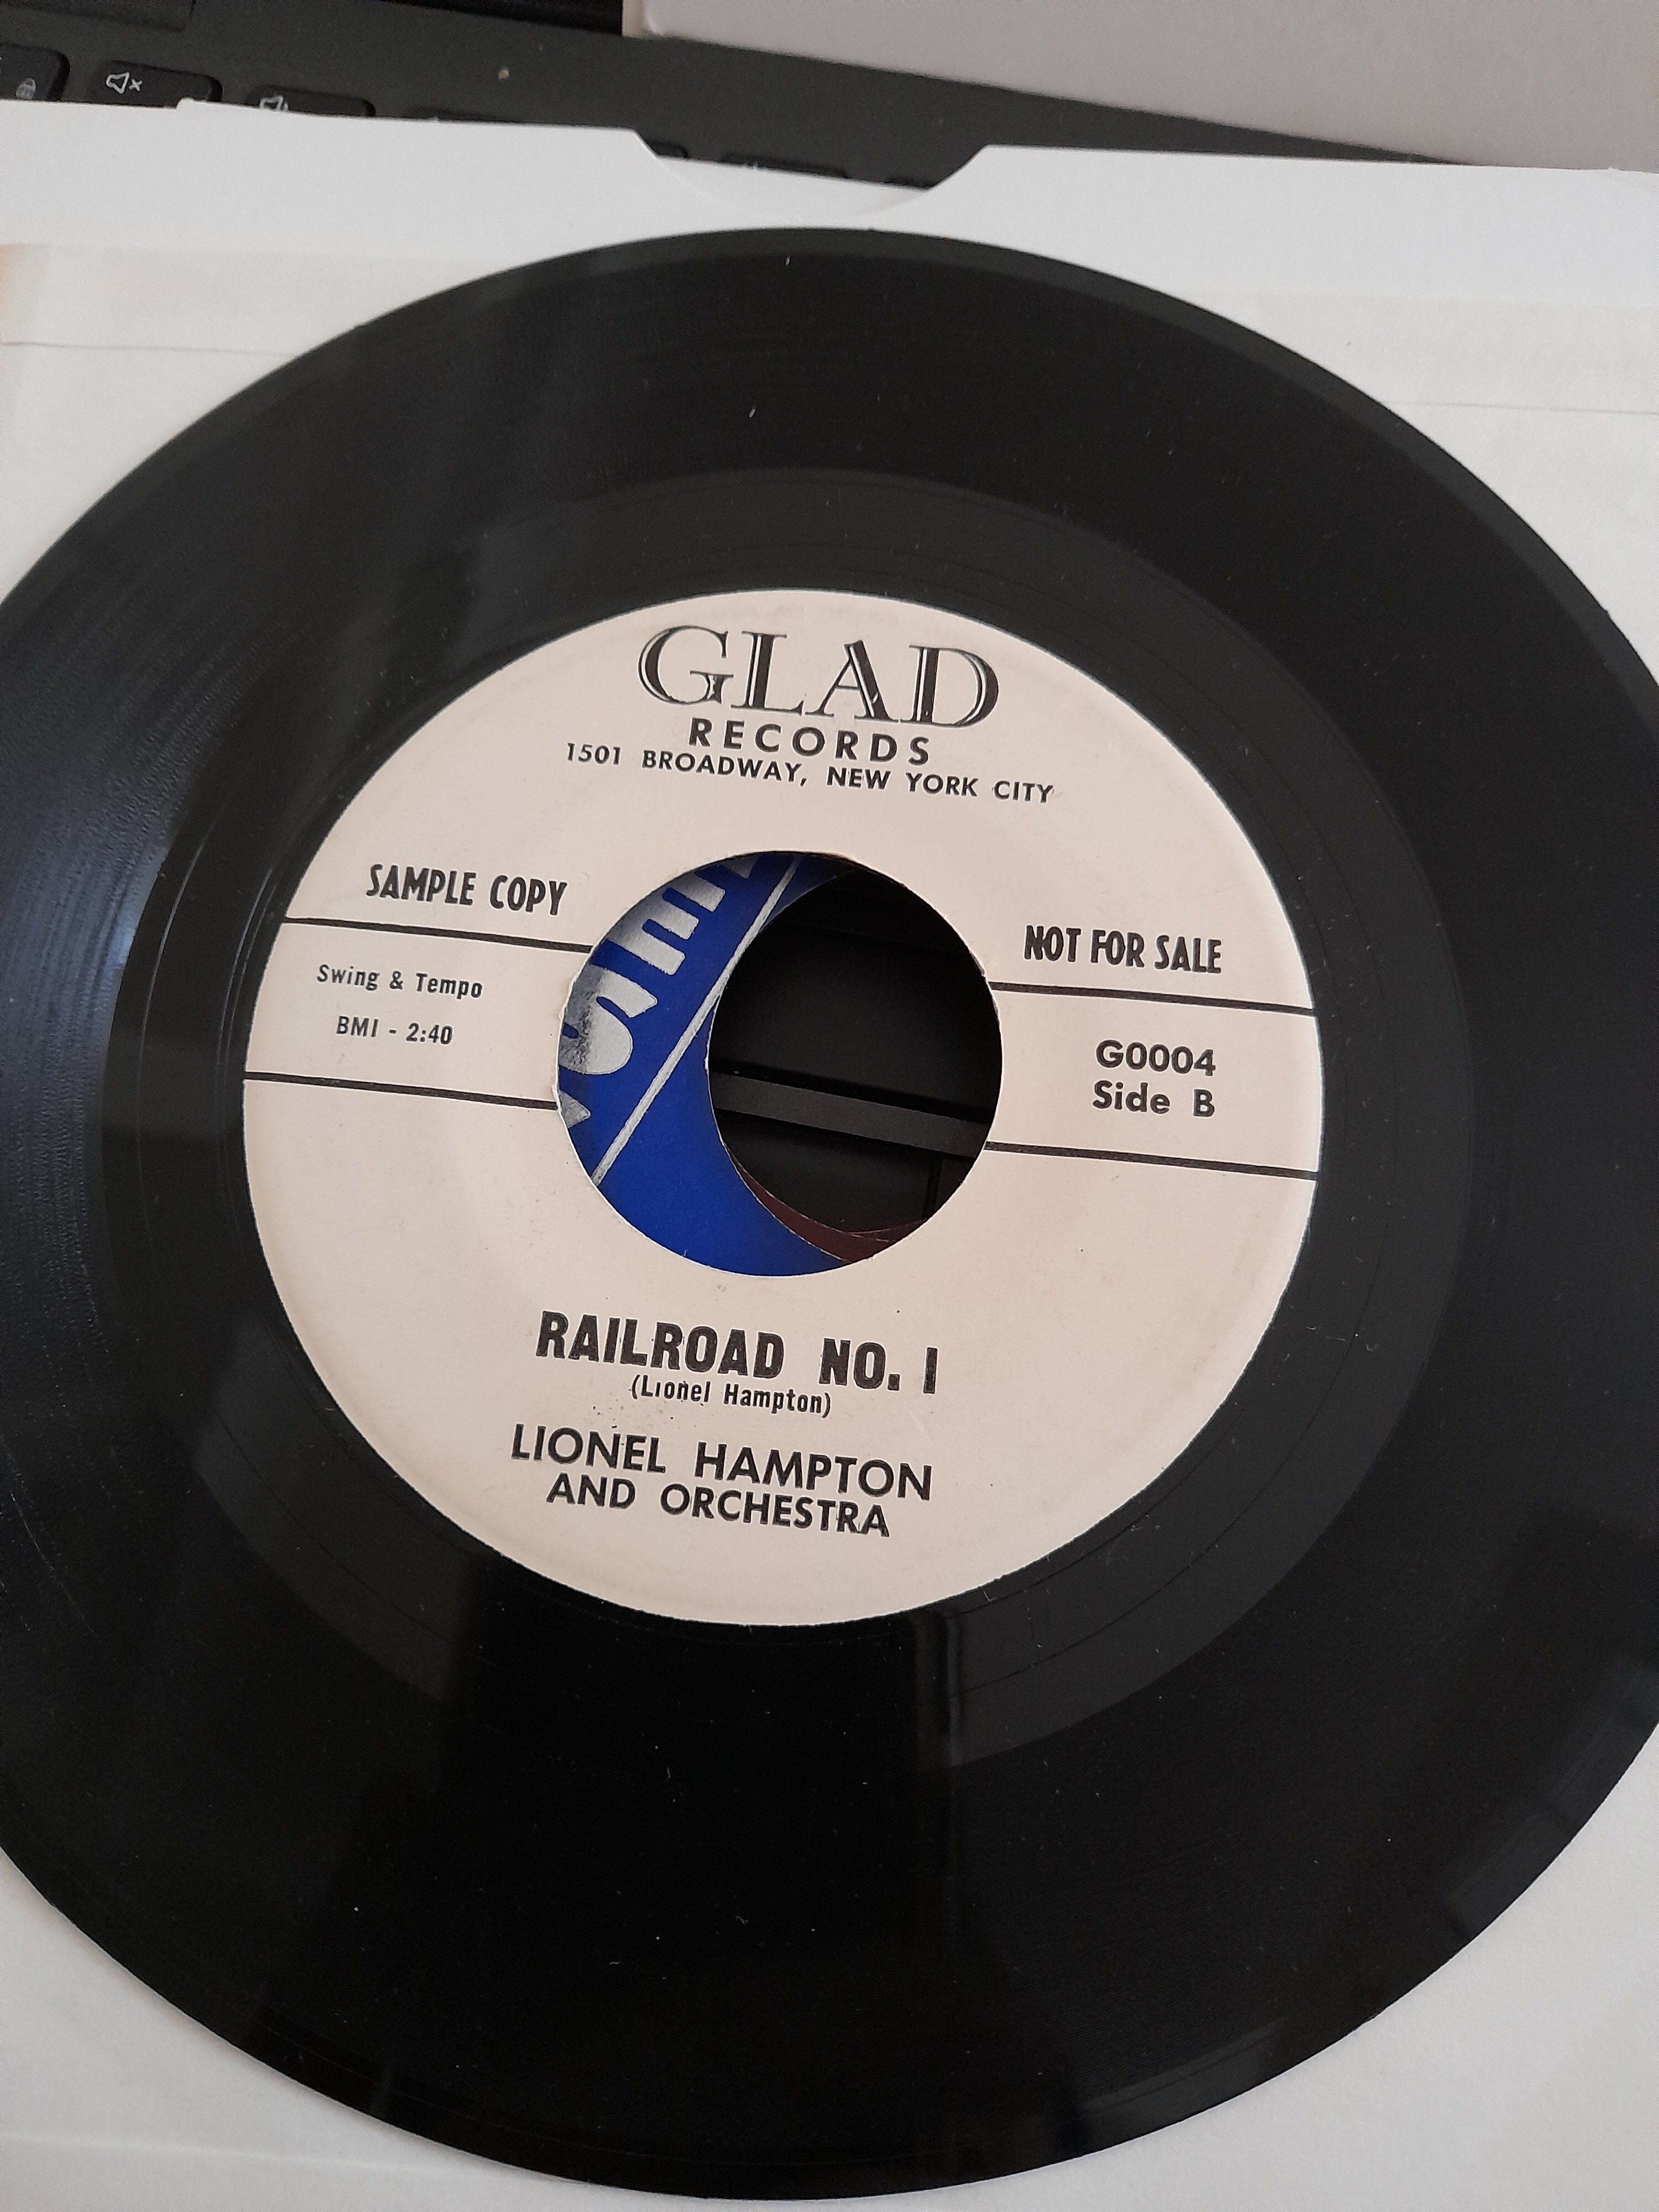 GLAD
RECORDS
1501 BROADWAY, NEW YORK CITY
SAMPLE COPY
NOT FOR SALE
Swing & Tempo
BMI - 2:40
G0004
Side B
RAILROAD NO. 1
(Lionel Hampton)
LIONEL HAMPTON
AND ORCHESTRA